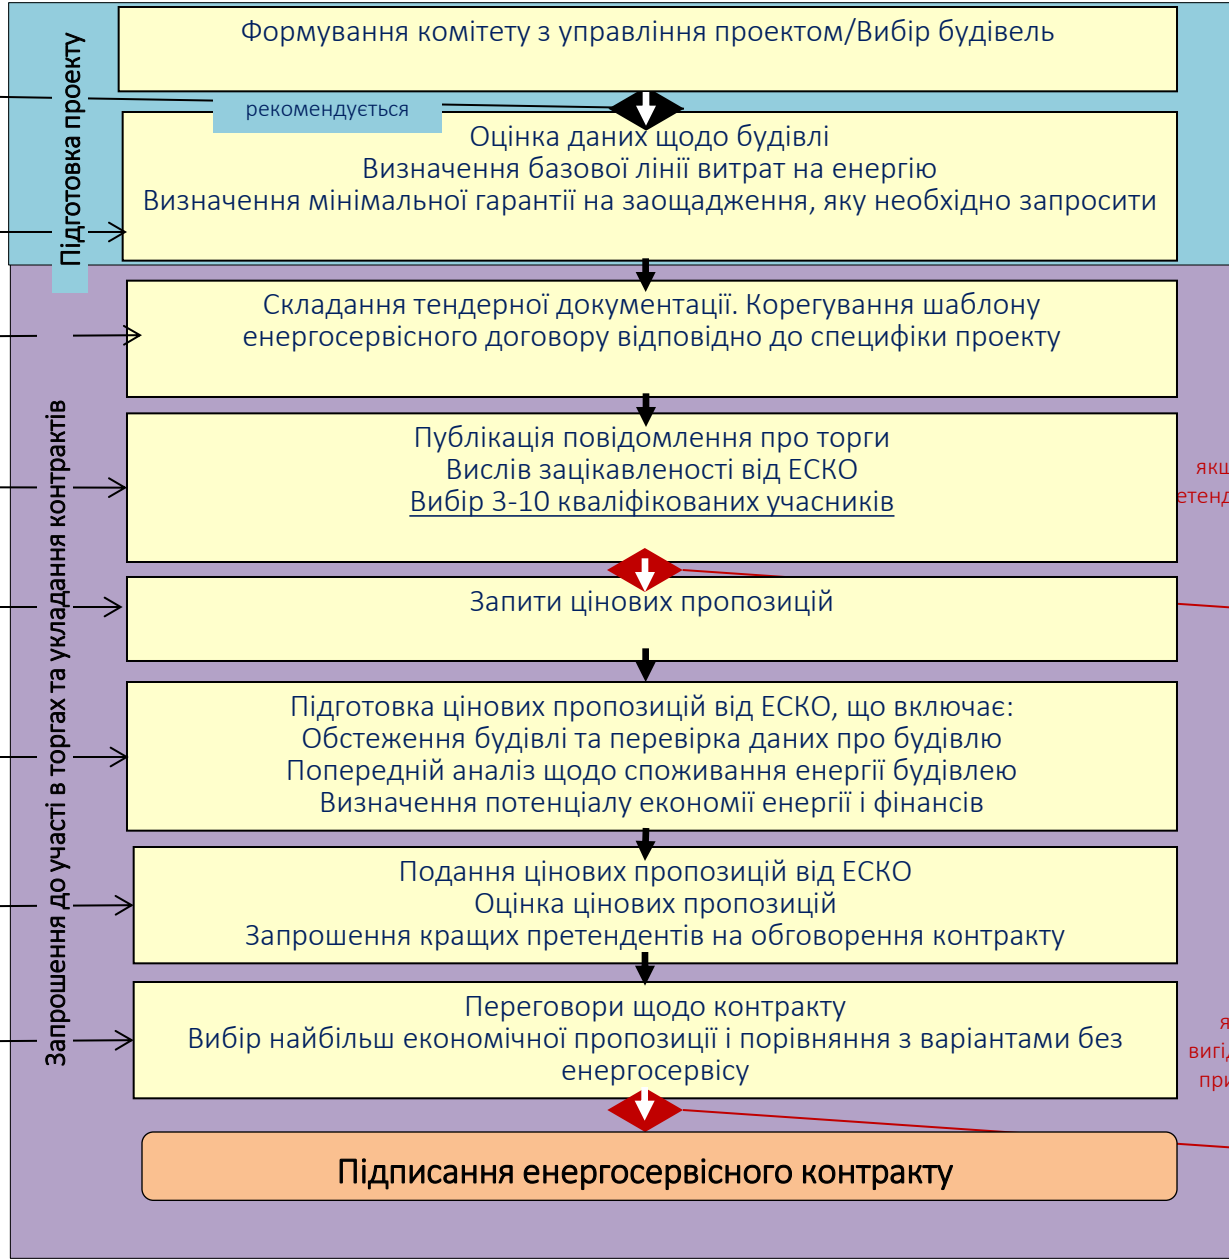 Формування комітету з управління проектом/Вибір будівель
Підготовка проекту
рекомендується
Оцінка даних щодо будівлі
Визначення базової лінії витрат на енергію
Визначення мінімальної гарантії на заощадження, яку необхідно запросити
Складання тендерної документації. Корегування шаблону
енергосервісного договору відповідно до специфіки проекту
Запрошення до участі в торгах та укладання контрактів
Публікація повідомлення про торги
Вислів зацікавленості від ЕСКО
Вибір 3-10 кваліфікованих учасників
Запити цінових пропозицій
Підготовка цінових пропозицій від ЕСКО, що включає:
Обстеження будівлі та перевірка даних про будівлю
Попередній аналіз щодо споживання енергії будівлею
Визначення потенціалу економії енергії і фінансів
Подання цінових пропозицій від ЕСКО
Оцінка цінових пропозицій
Запрошення кращих претендентів на обговорення контракту
Переговори щодо контракту
Вибір найбільш економічної пропозиції і порівняння з варіантами без
енергосервісу
Підписання енергосервісного контракту